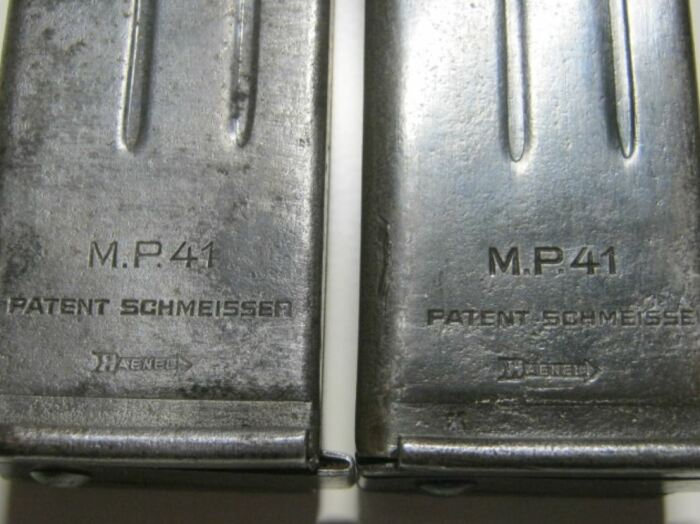 M.P.41
PATENT SCHMEISSER
HAENEL
M.P.41
PATENT SCHMEISSE
HAENEL